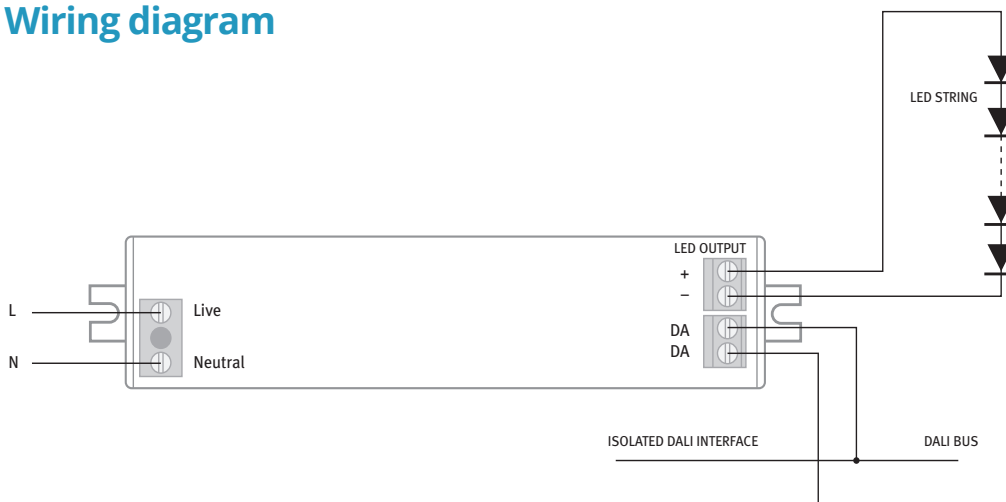 Wiring diagram
LED STRING
LED OUTPUT
+
–
L
Live
DA
DA
N
Neutral
ISOLATED DALI INTERFACE
DALI BUS